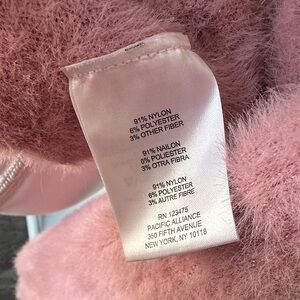 91% NYLON
6% POLYESTER
3% OTHER FIBER
91% NAILON
6% POLIESTER
3% OTRA FIBRA
91% NYLON
6% POLYESTER
3% AUTRE FIBRE
RN 123475
PACIFIC ALLIANCE
350 FIFTH AVENUE
NEW YORK, NY 10118